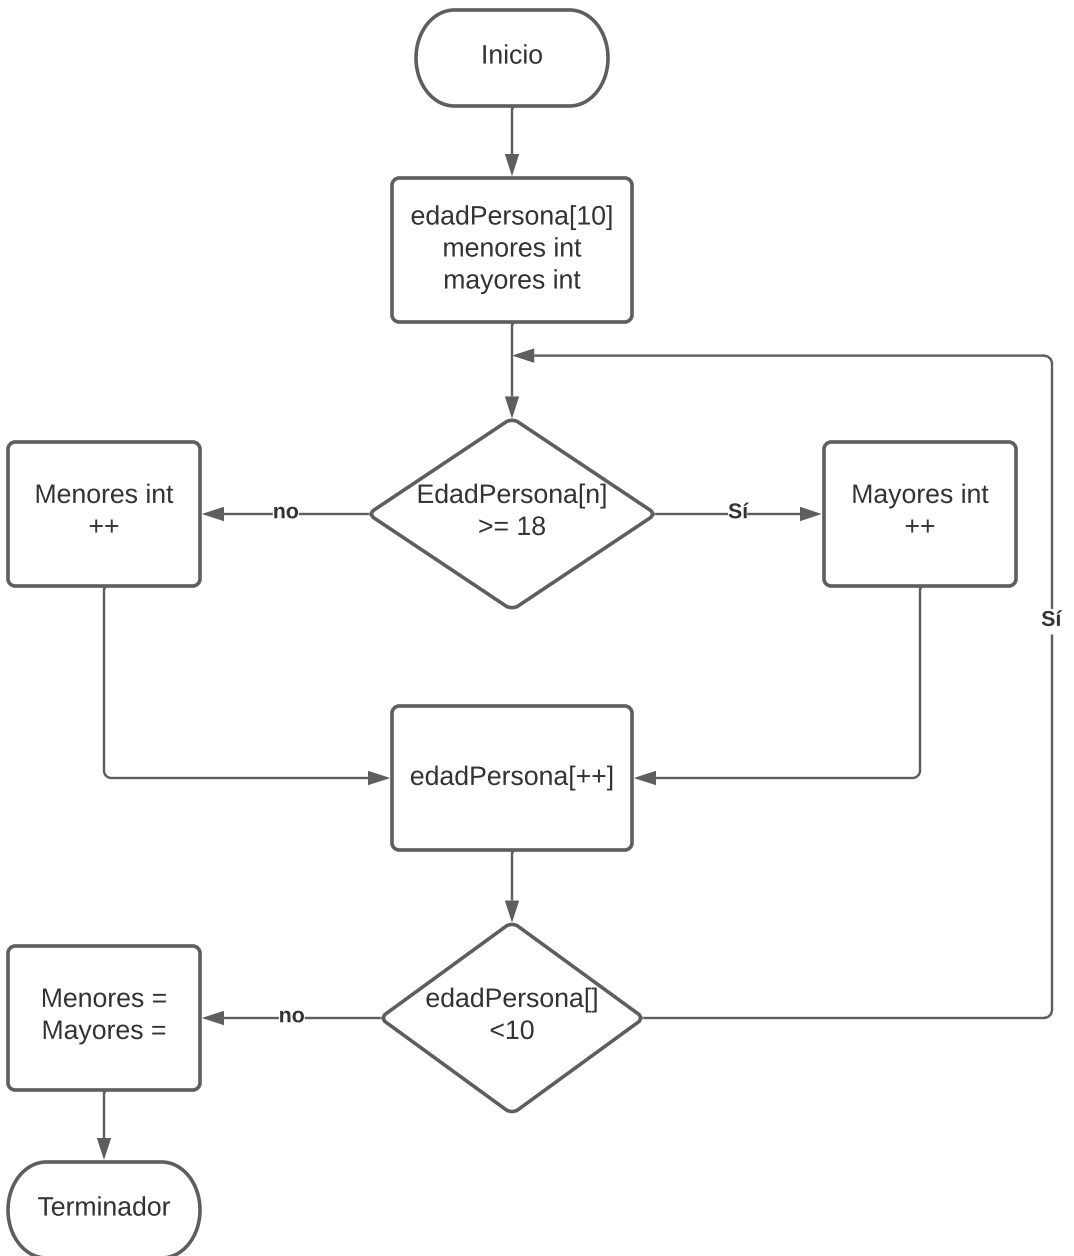 Inicio
edadPersona[10]
menores int
mayores int
EdadPersona[n]
>= 18
no
Menores int
++
Sí
Mayores int
++
edadPersona[++]
edadPersona[]
<10
Sí
no
Menores =
Mayores =
Terminador